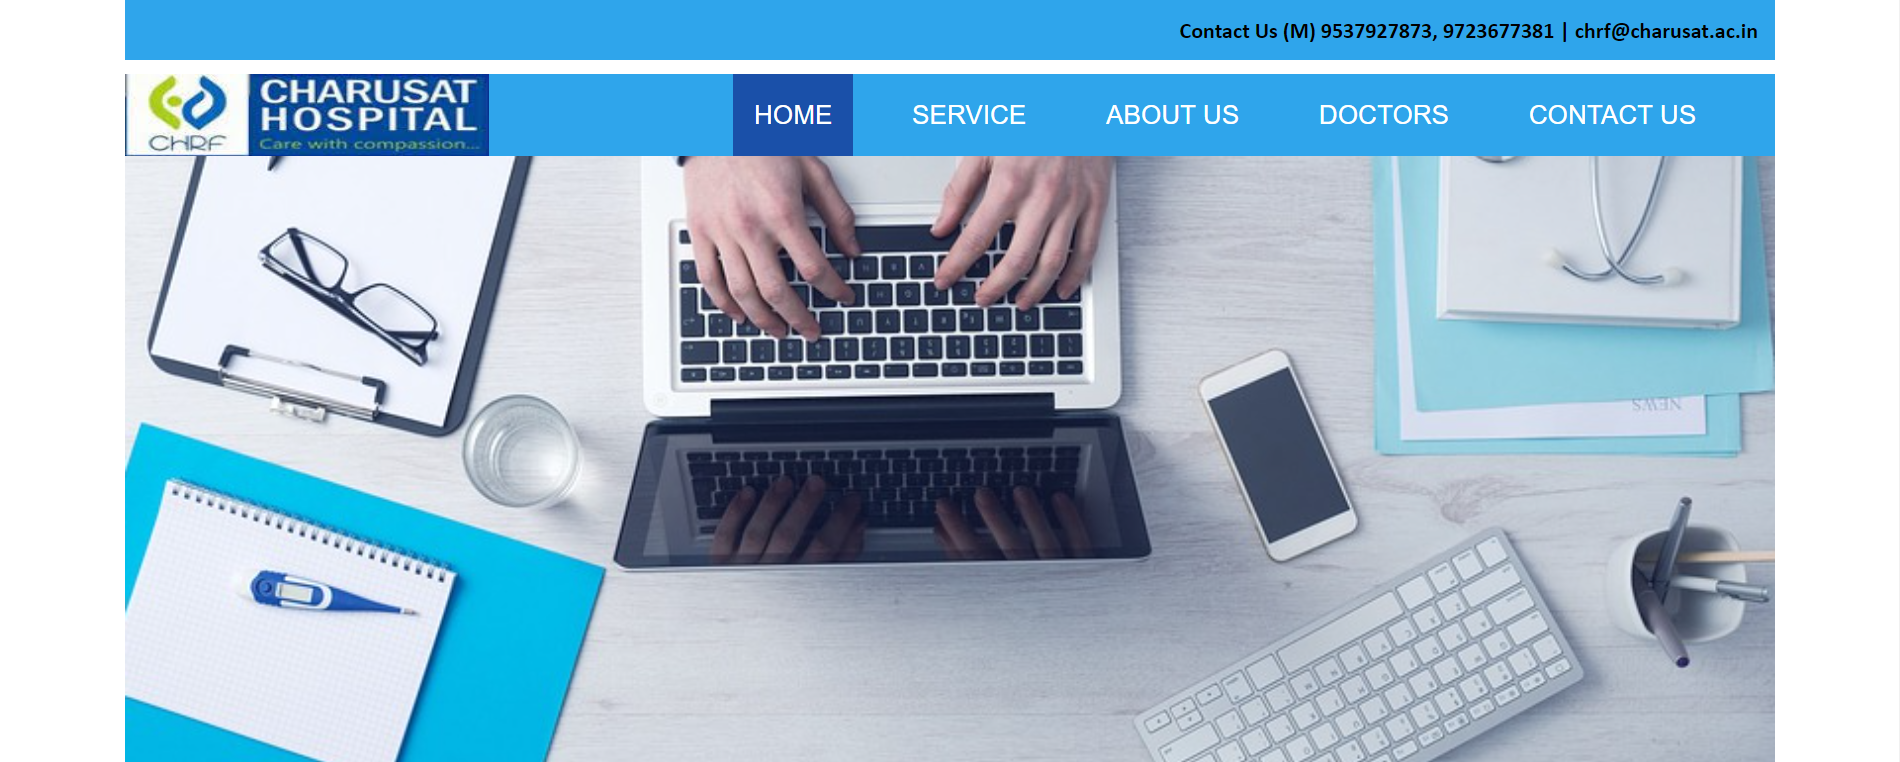 Contact Us (M) 9537927873, 9723677381 | chrf@charusat.ac.in
CHRF
CHARUSAT
HOSPITAL
Care with compassion...
HOME SERVICE ABOUT US DOCTORS CONTACT US
NEWS